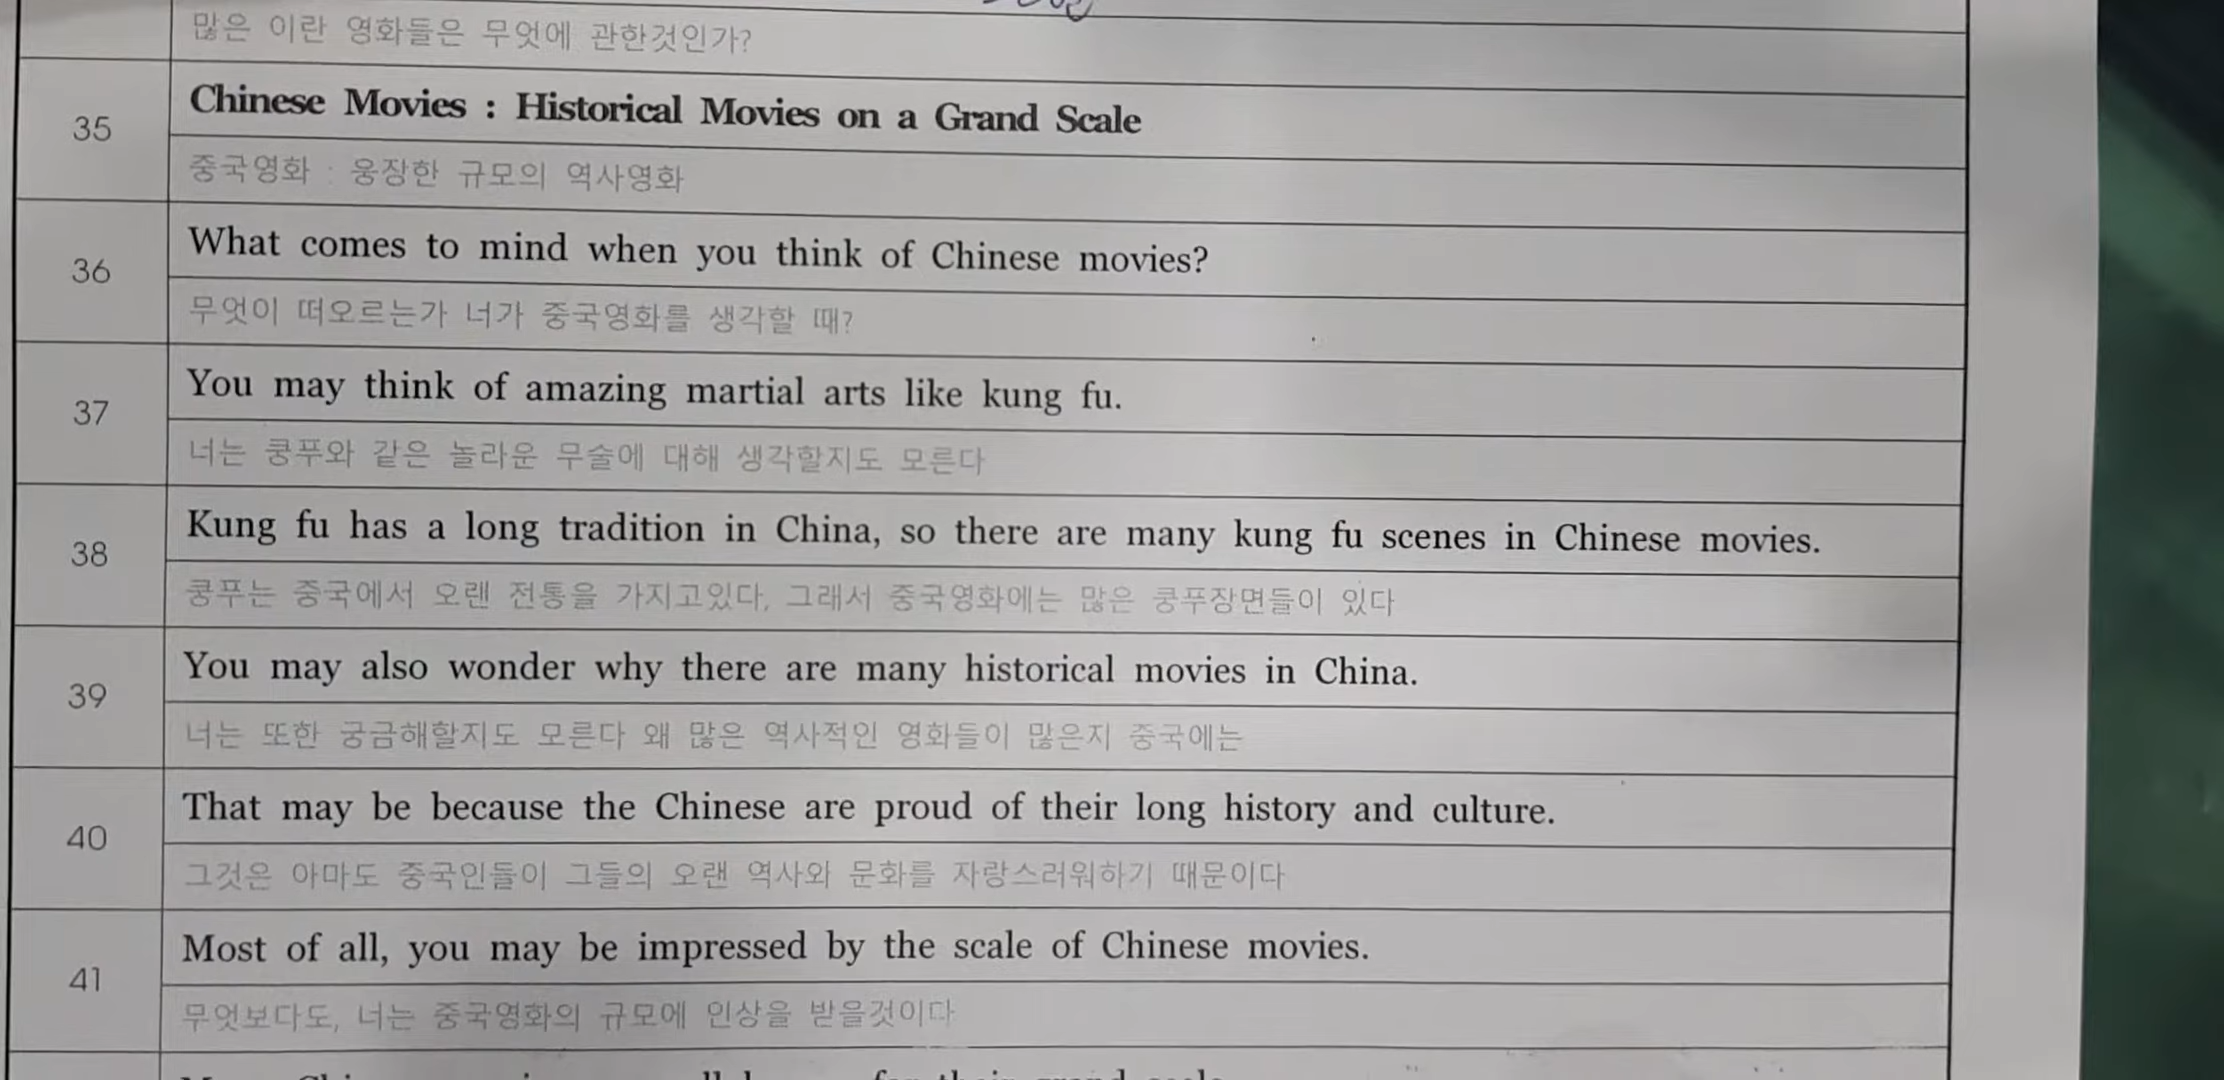 많은 이란 영화들은 무엇에 관한것인가?
35
Chinese Movies : Historical Movies on a Grand Scale
중국영화 : 웅장한 규모의 역사영화
36
What comes to mind when you think of Chinese movies?
무엇이 떠오르는가 너가 중국영화를 생각할 때?
37
You may think of amazing martial arts like kung fu.
너는 쿵푸와 같은 놀라운 무술에 대해 생각할지도 모른다
38
Kung fu has a long tradition in China, so there are many kung fu scenes in Chinese movies.
쿵푸는 중국에서 오랜 전통을 가지고있다, 그래서 중국영화에는 많은 쿵푸장면들이 있다
39
You may also wonder why there are many historical movies in China.
너는 또한 궁금해할지도 모른다 왜 많은 역사적인 영화들이 많은지 중국에는
40
That may be because the Chinese are proud of their long history and culture.
그것은 아마도 중국인들이 그들의 오랜 역사와 문화를 자랑스러워하기 때문이다
41
Most of all, you may be impressed by the scale of Chinese movies.
무엇보다도, 너는 중국영화의 규모에 인상을 받을것이다
for their grand scale